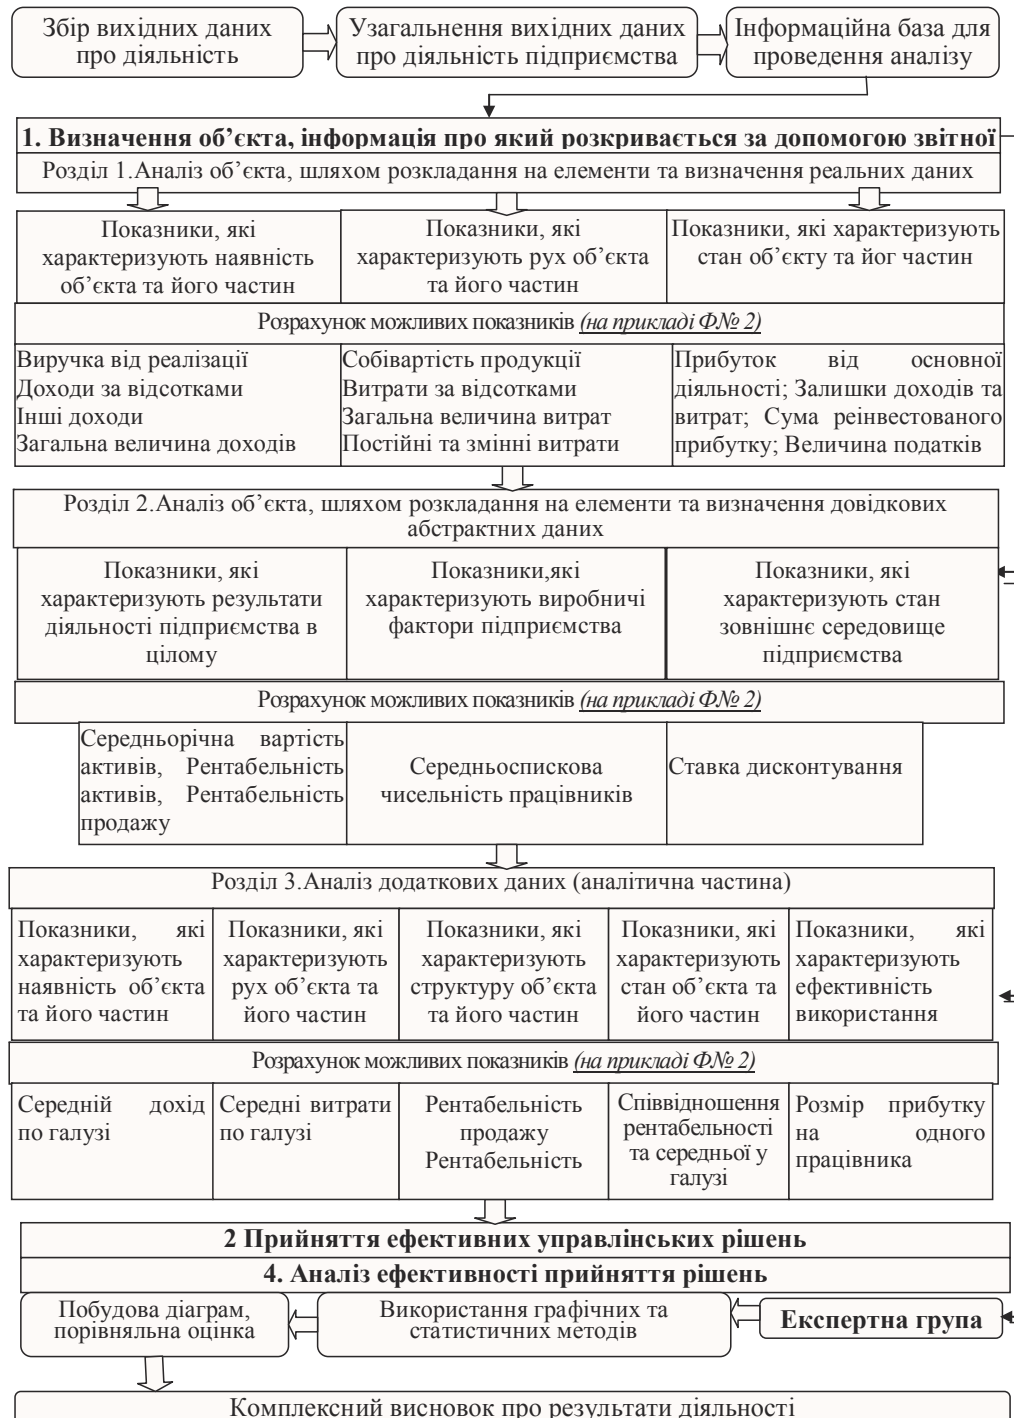 Збір вихідних даних
про діяльність
Узагальнення вихідних даних
про діяльність підприємства
Інформаційна база для
проведення аналізу
1. Визначення об’єкта, інформація про який розкривається за допомогою звітної
Розділ 1.Аналіз об’єкта, шляхом розкладання на елементи та визначення реальних даних
Показники, які
характеризують наявність
об’єкта та його частин
Показники, які
характеризують рух об’єкта
та його частин
Показники, які характеризують
стан об’єкту та йог частин
Розрахунок можливих показників (на прикладі Ф№ 2)
Виручка від реалізації
Доходи за відсотками
Інші доходи
Загальна величина доходів
Собівартість продукції
Витрати за відсотками
Загальна величина витрат
Постійні та змінні витрати
Прибуток від основної
діяльності; Залишки доходів та
витрат; Сума реінвестованого
прибутку; Величина податків
Розділ 2.Аналіз об’єкта, шляхом розкладання на елементи та визначення довідкових
абстрактних даних
Показники, які
характеризують результати
діяльності підприємства в
цілому
Показники,які
характеризують виробничі
фактори підприємства
Показники, які
характеризують стан
зовнішнє середовище
підприємства
Розрахунок можливих показників (на прикладі Ф№ 2)
Середньорічна вартість
активів, Рентабельність
активів, Рентабельність
продажу
Середньоспискова
чисельність працівників
Ставка дисконтування
Розділ 3.Аналіз додаткових даних (аналітична частина)
Показники, які
характеризують
наявність об’єкта
та його частин
Показники, які
характеризують
рух об’єкта та
його частин
Показники, які
характеризують
структуру об’єкта
та його частин
Показники, які
характеризують
стан об’єкта та
його частин
Показники, які
характеризують
ефективність
використання
Розрахунок можливих показників (на прикладі Ф№ 2)
Середній дохід
по галузі
Середні витрати
по галузі
Рентабельність
продажу
Рентабельність
Співвідношення
рентабельності
та середньої у
галузі
Розмір прибутку
на одного
працівника
2 Прийняття ефективних управлінських рішень
4. Аналіз ефективності прийняття рішень
Побудова діаграм,
порівняльна оцінка
Використання графічних та
статистичних методів
Експертна група
Комплексний висновок про результати діяльності